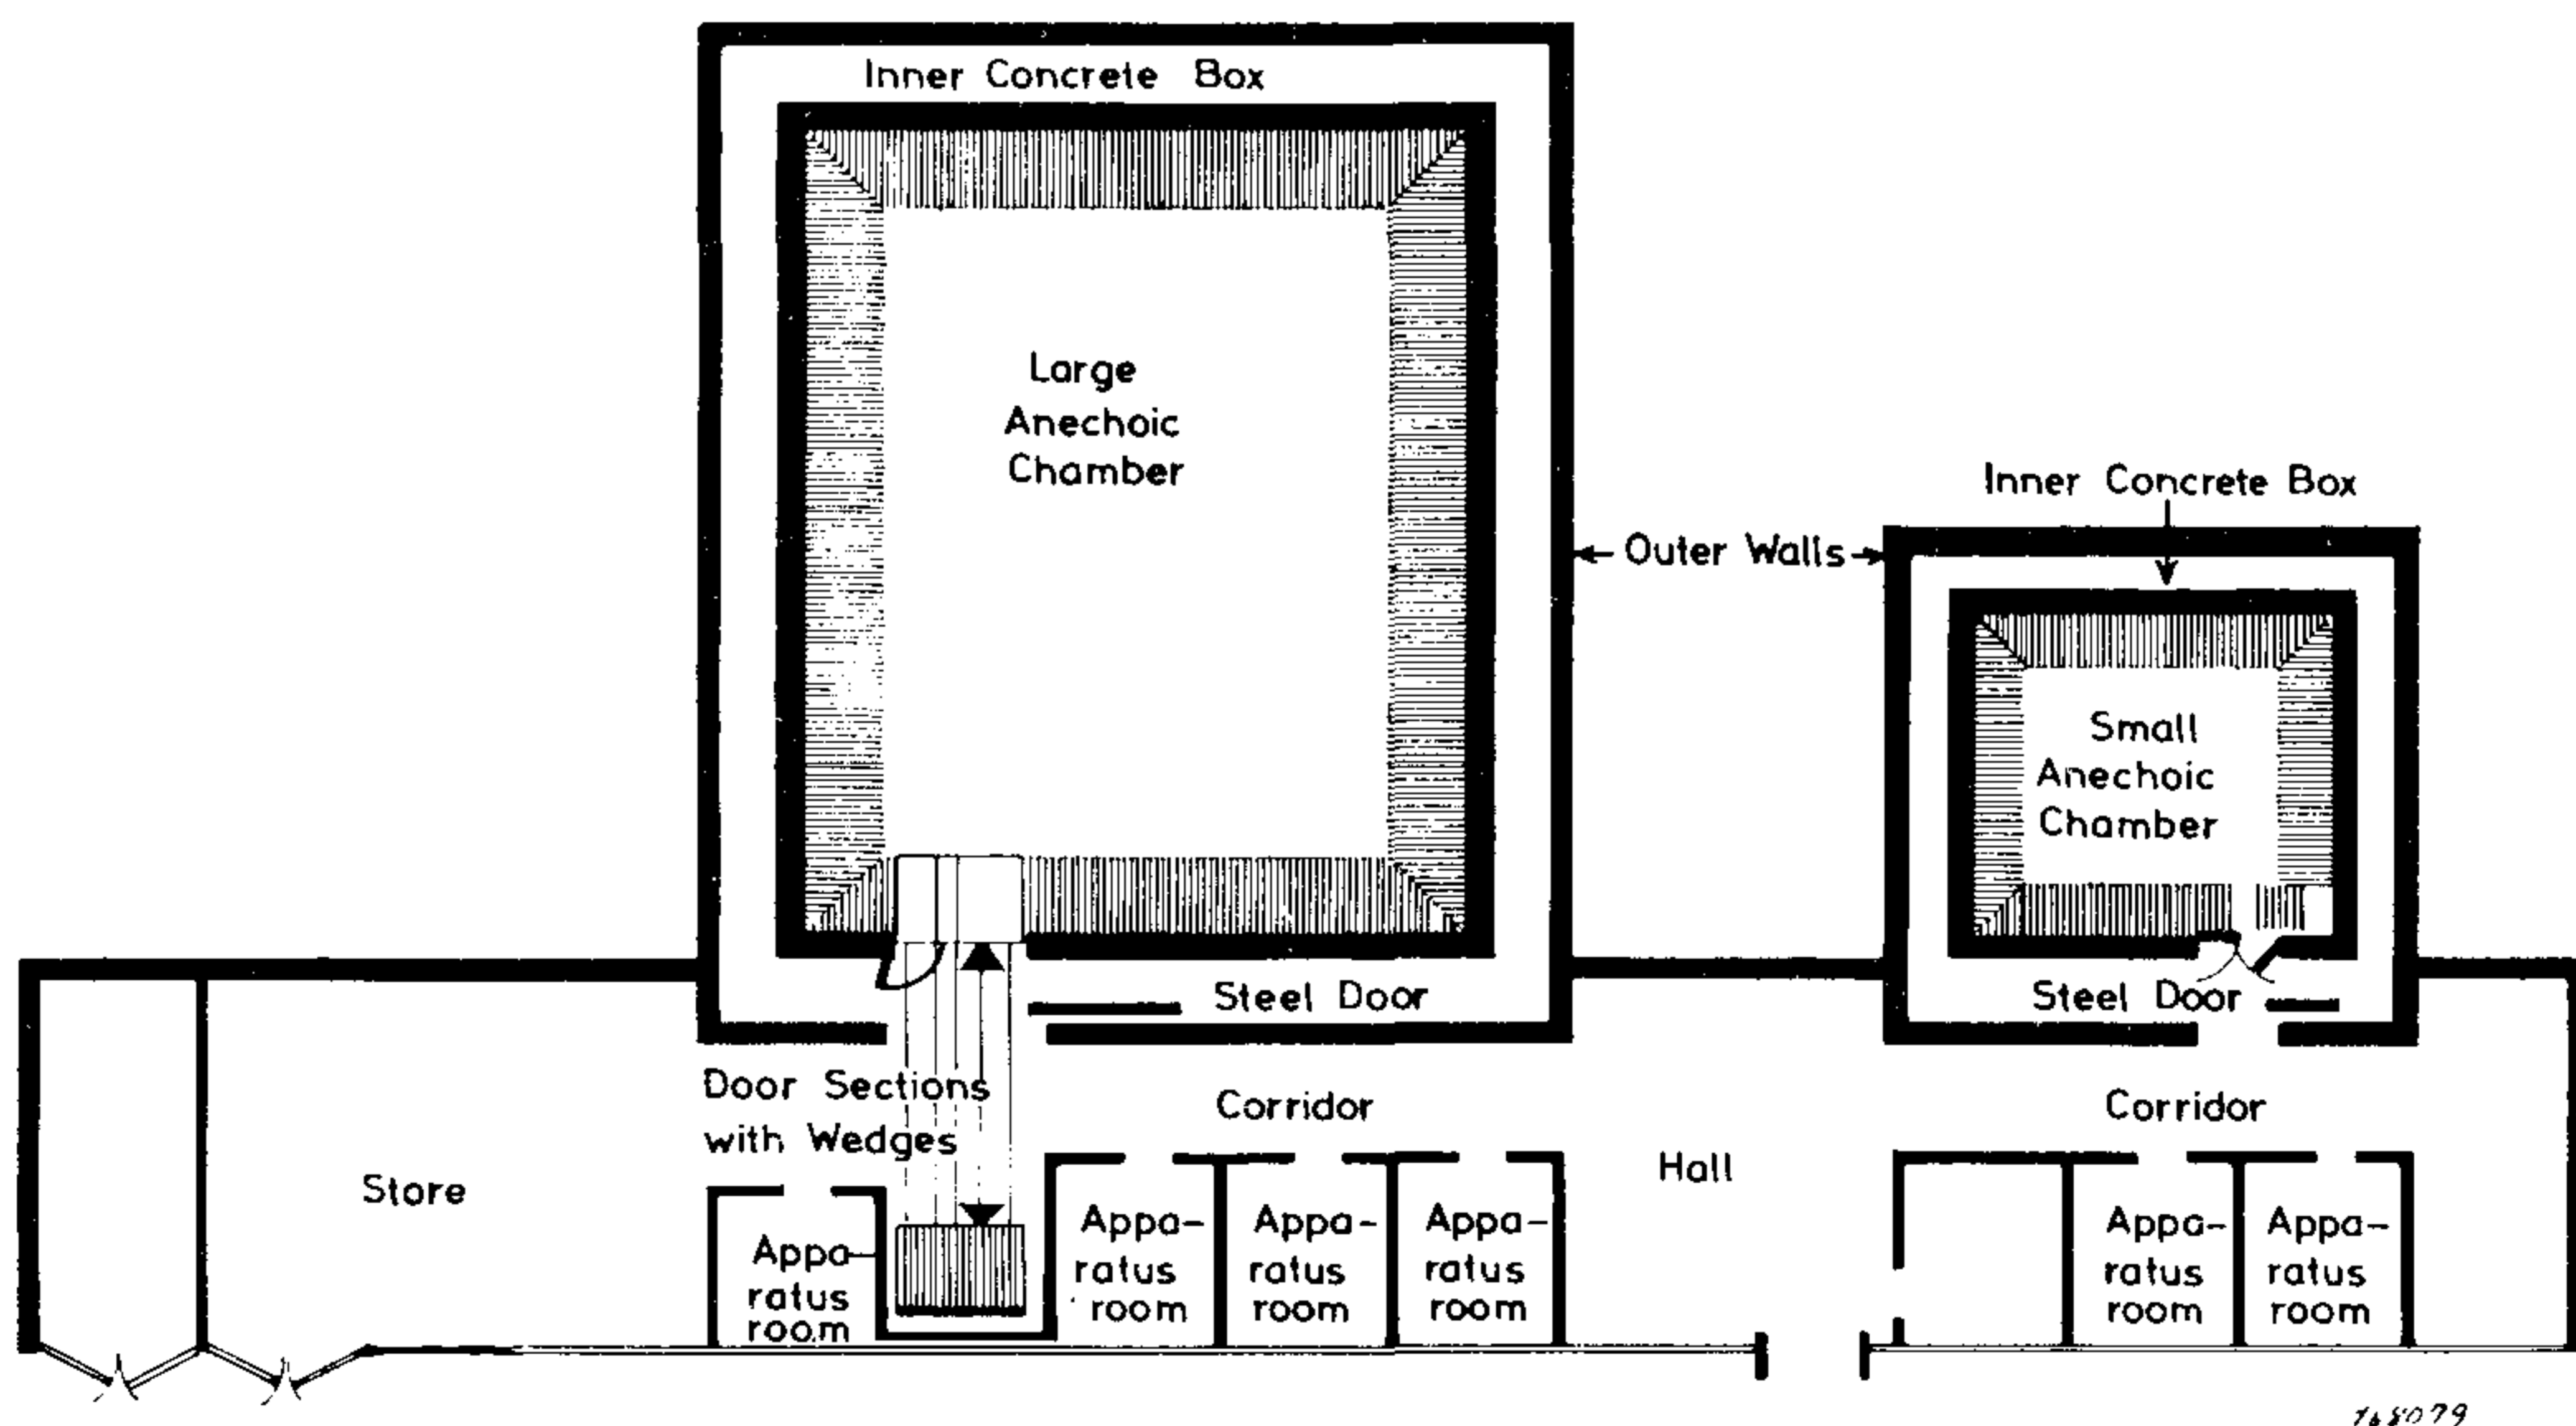 Inner Concrete Box
Large
Anechoic
Chamber
Inner Concrete Box
Outer Walls
Small
Anechoic
Chamber
Steel Door
Steel Door
Door Sections
with Wedges
Corridor
Corridor
Store
Hall
Appa-
ratus
room
Appa-
ratus
room
Appa-
ratus
room
Appa-
ratus
room
Appa-
ratus
room
Appa-
ratus
room